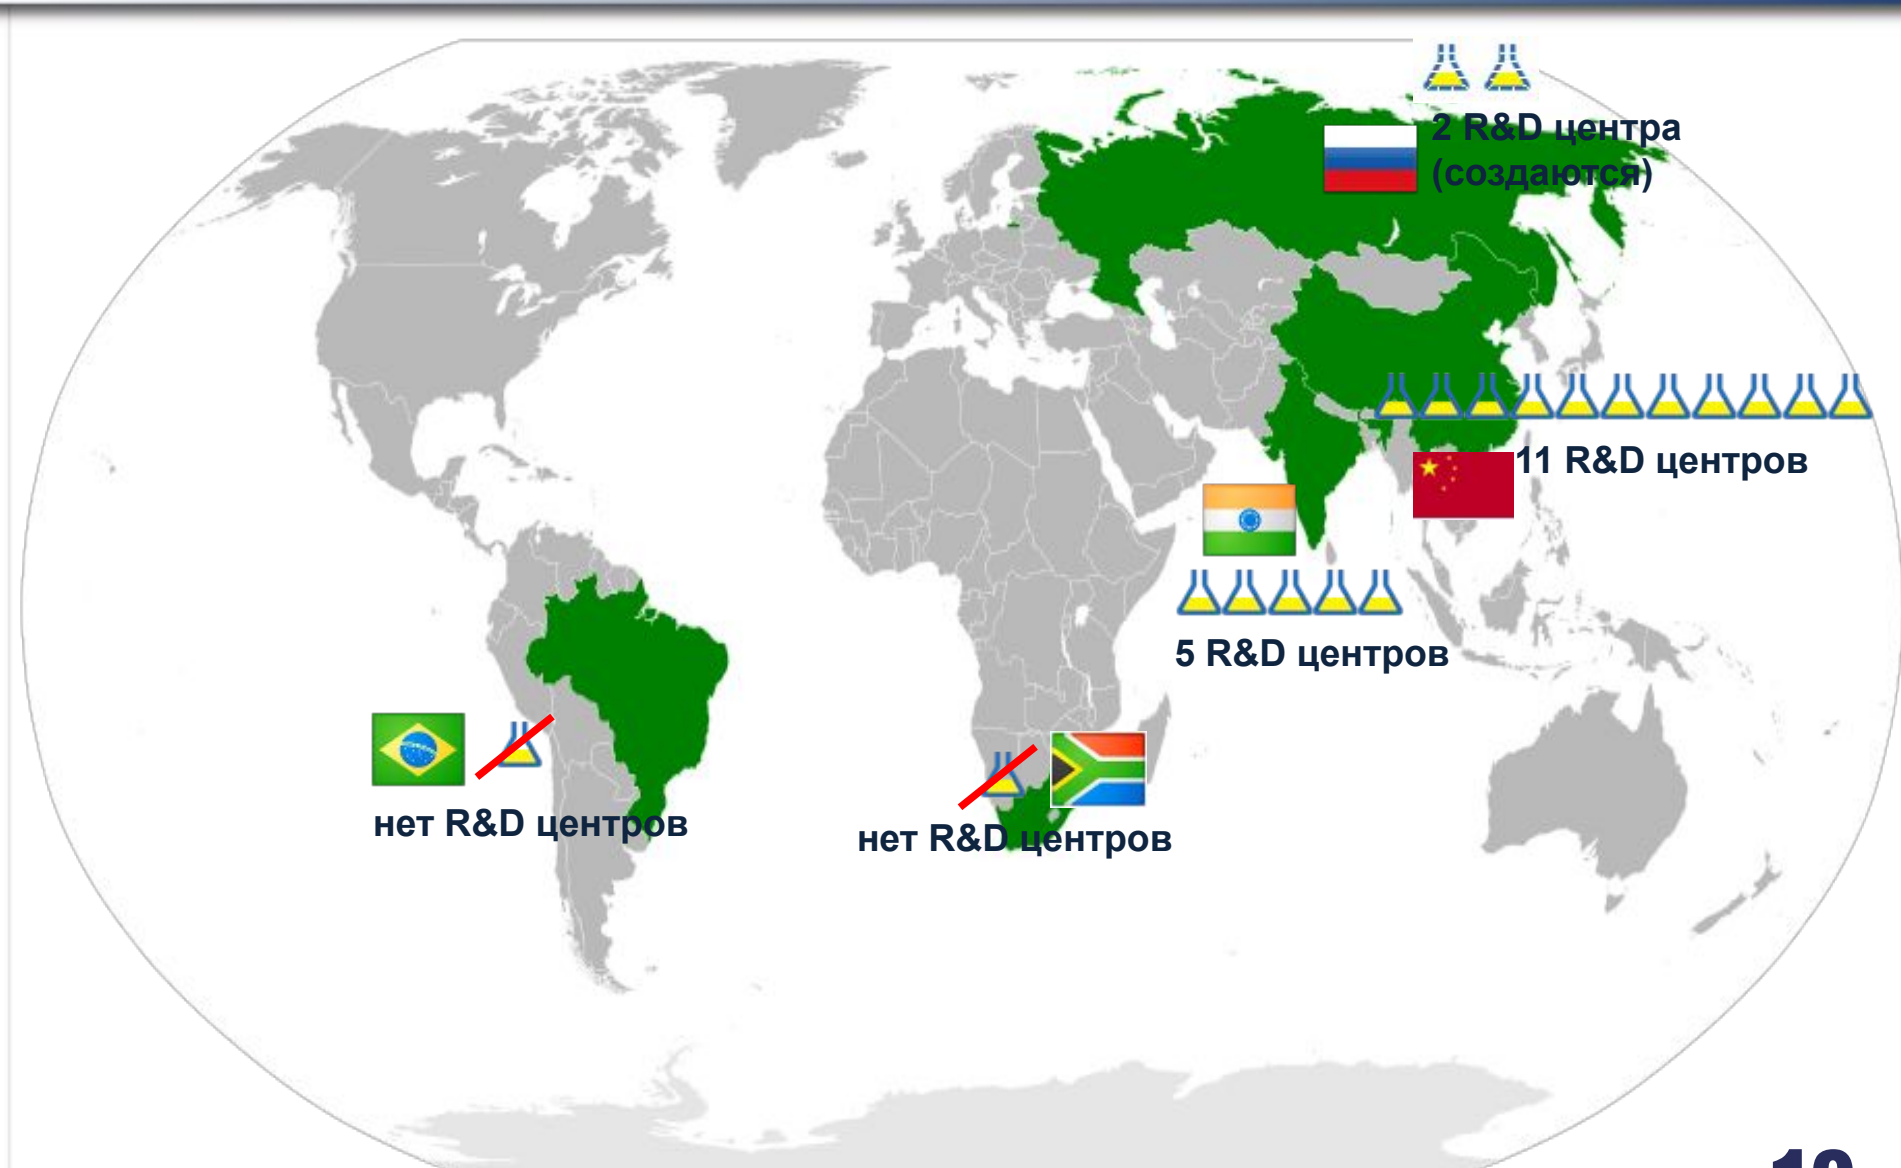 2 R&D центра
(создаются)
11 R&D центров
5 R&D центров
нет R&D центров
нет R&D центров